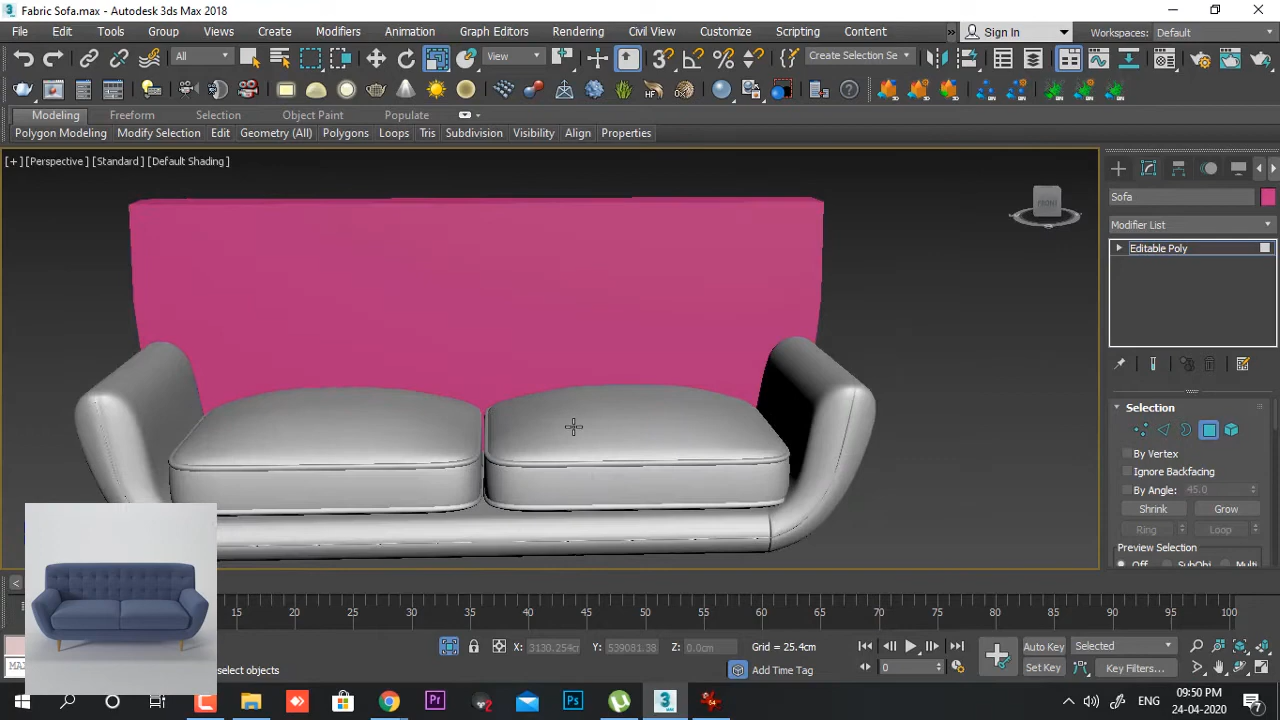 Fabric Sofa.max - Autodesk 3ds Max 2018
File Edit Tools Group Views Create Modifiers Animation Graph Editors Rendering Civil View Customize Scripting Content Sign In Workspaces: Default
All View Create Selection Se
Modeling Freeform Selection Object Paint Populate
Polygon Modeling Modify Selection Edit Geometry (All) Polygons Loops Tris Subdivision Visibility Align Properties
[+] [Perspective] [Standard] [Default Shading]
FRONT
Sofa
Modifier List
Editable Poly
Selection
By Vertex
Ignore Backfacing
By Angle: 45.0
Shrink Grow
Ring Loop
Preview Selection
Off SubObj Multi
15 20 25 30 35 40 45 50 55 60 65 70 75 80 85 90 95 100
X: 3130.254cm Y: 539081.38 Z: 0.0cm Grid = 25.4cm
Auto Key Selected
select objects
Add Time Tag
0 Set Key Key Filters...
ENG
09:50 PM
24-04-2020
7